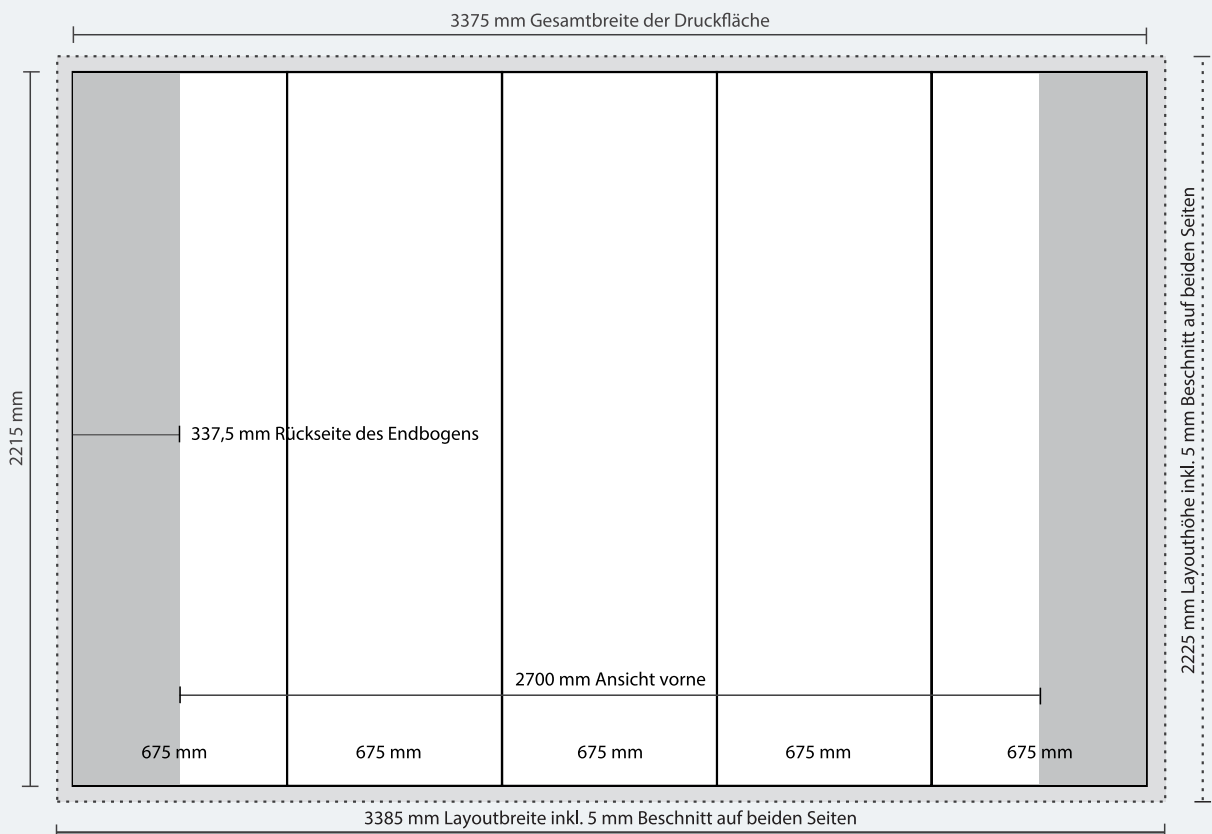 3375 mm Gesamtbreite der Druckfläche
2215 mm
2225 mm Layouthöhe inkl. 5 mm Beschnitt auf beiden Seiten
337,5 mm Rückseite des Endbogens
2700 mm Ansicht vorne
675 mm
675 mm
675 mm
675 mm
675 mm
3385 mm Layoutbreite inkl. 5 mm Beschnitt auf beiden Seiten